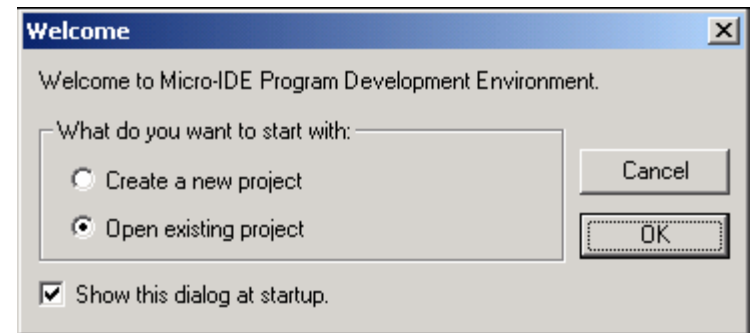 Welcome
Welcome to Micro-IDE Program Development Environment.
What do you want to start with:
Create a new project
Open existing project
Cancel
OK
Show this dialog at startup.